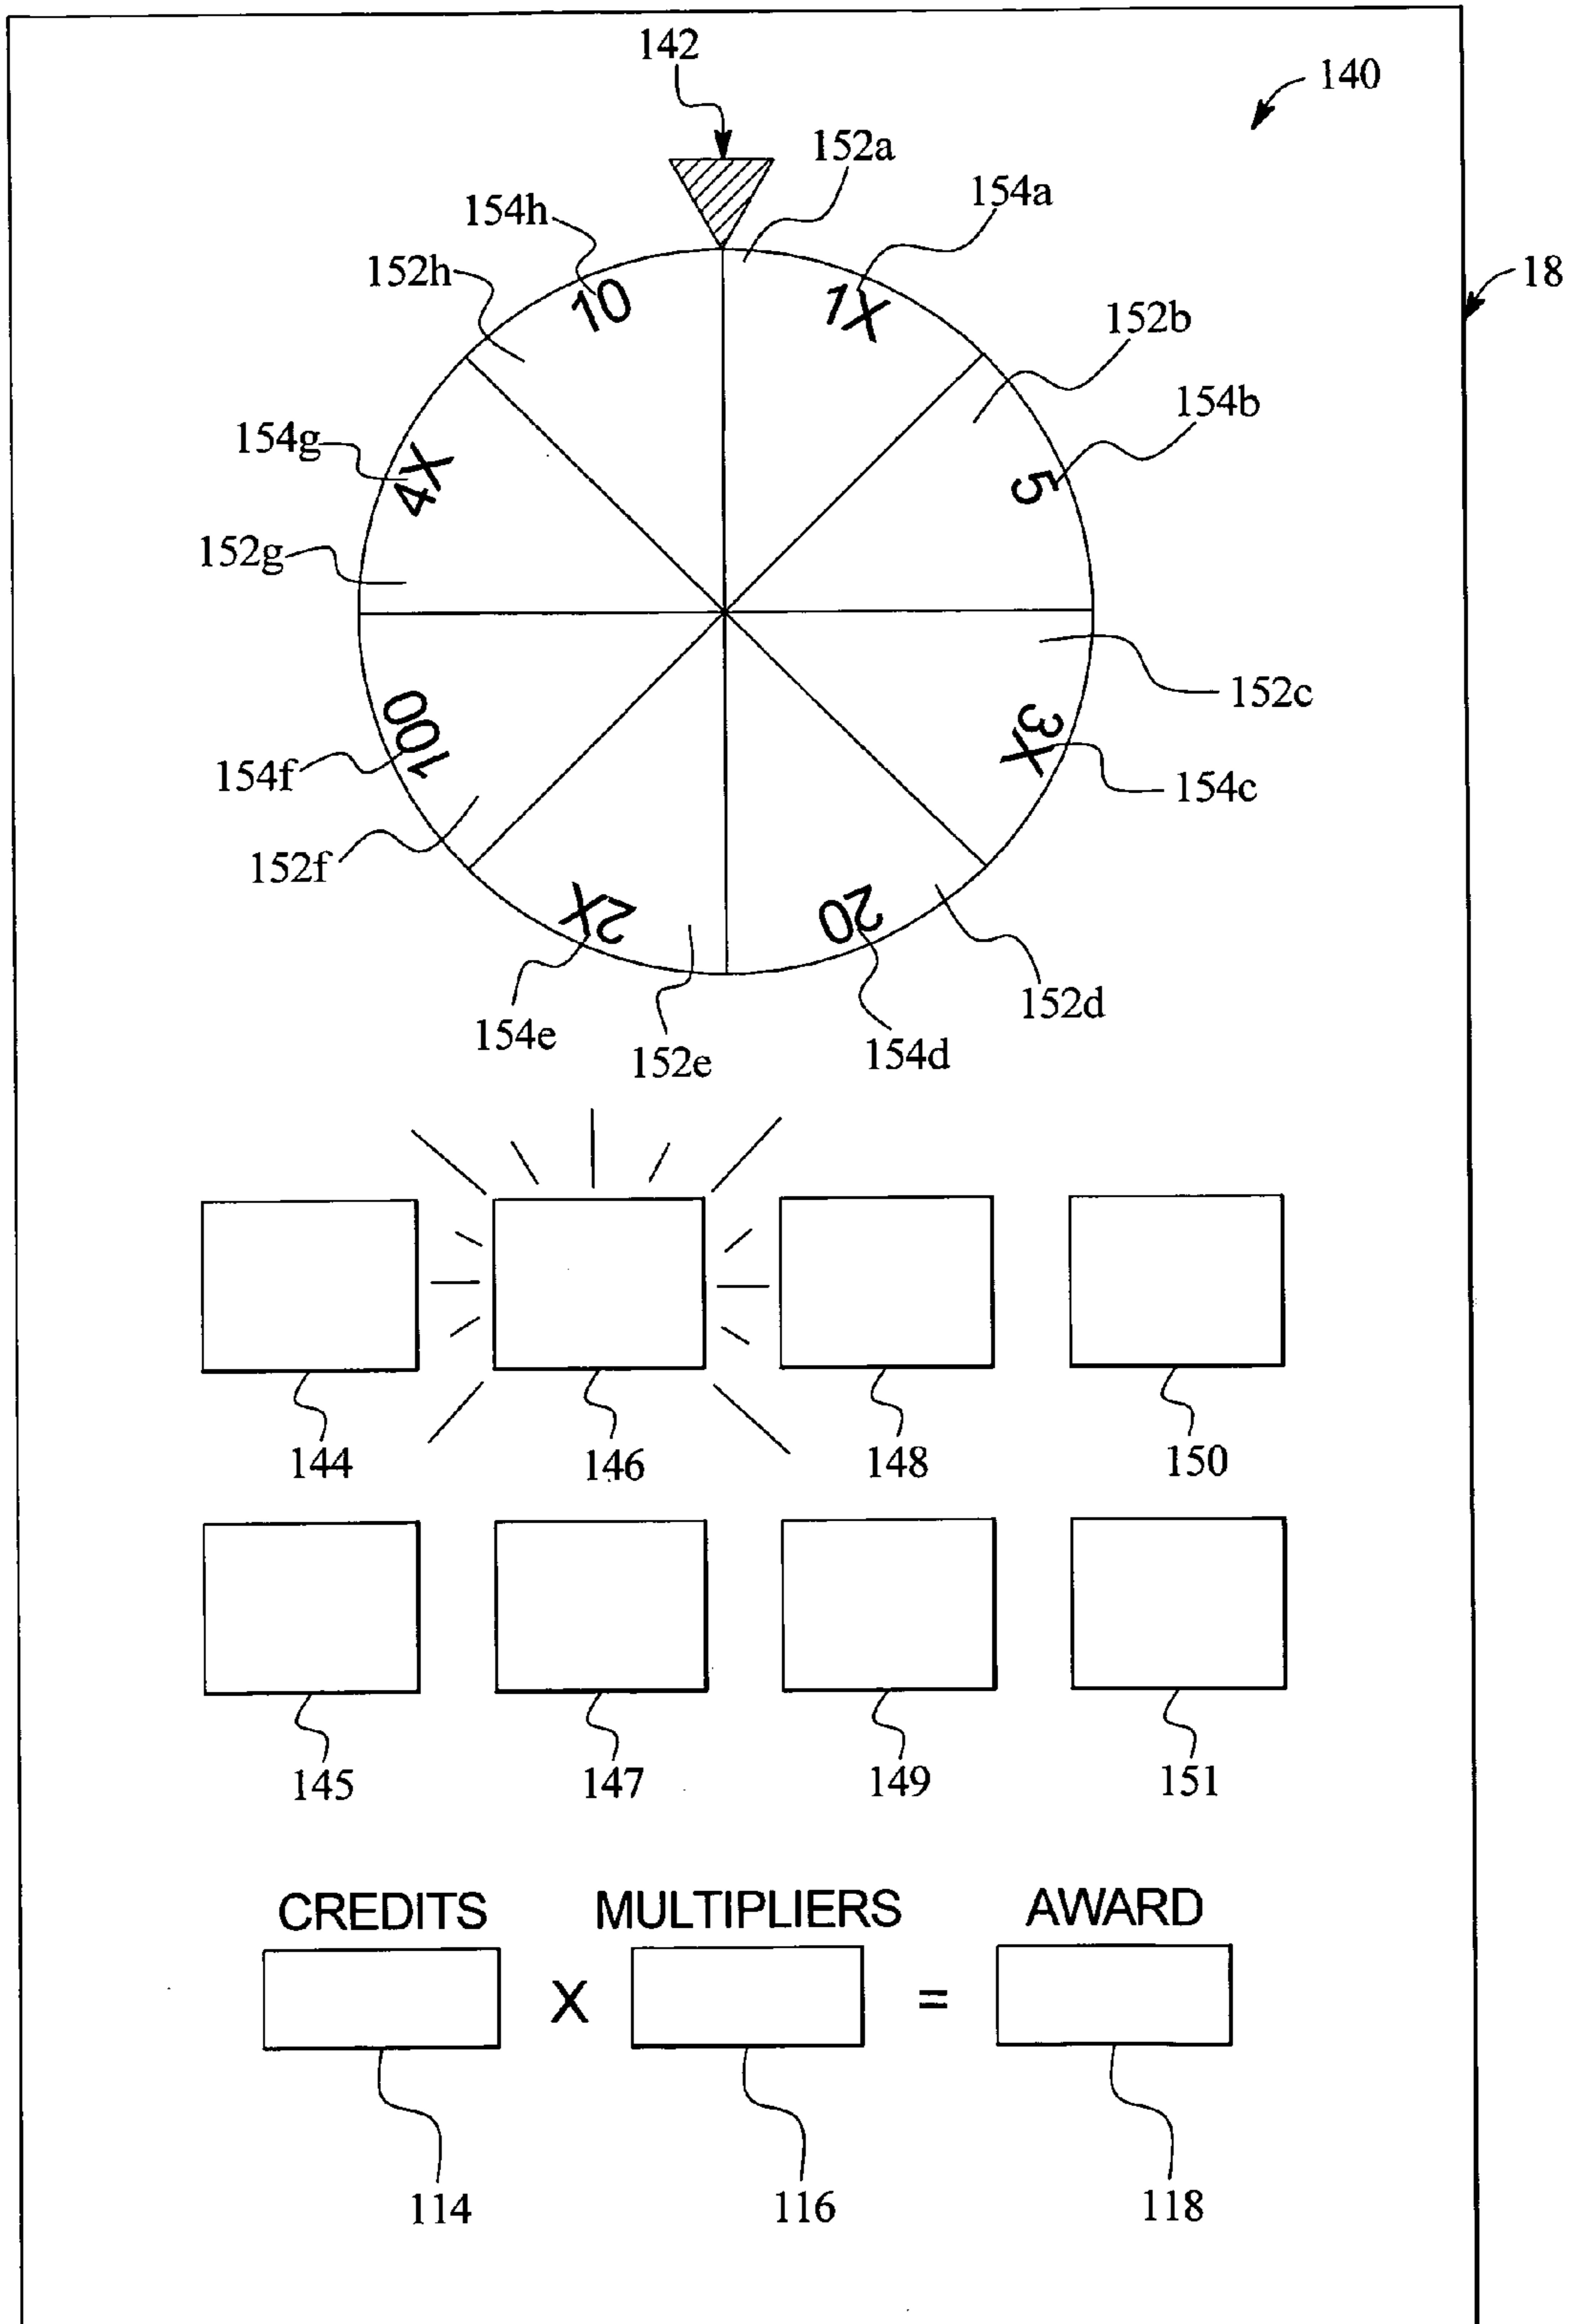 142
140
152a
154a
154h
152h
10
1X
18
152b
154b
154g
4X
5
152g
152c
100
3X
154f
154c
152f
2X
20
152d
154e
152e
154d
144
146
148
150
145
147
149
151
CREDITS MULTIPLIERS AWARD
X =
114
116
118